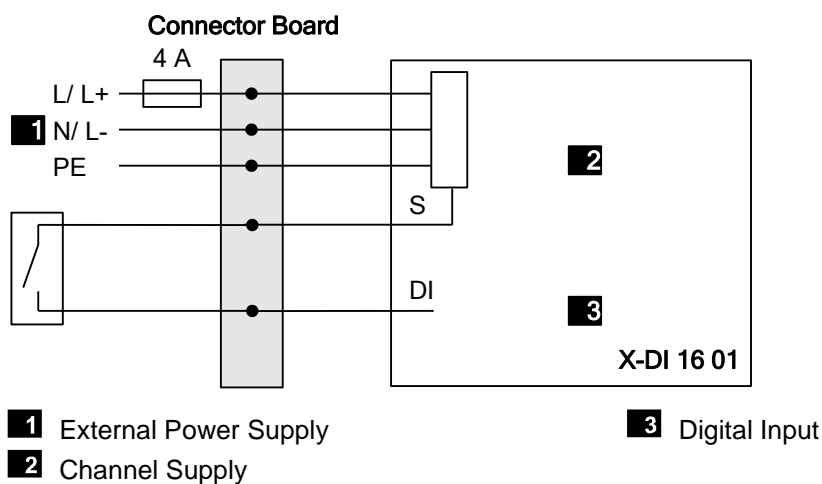 Connector Board
4 A
L/ L+
1 N/ L-
PE
2
S
DI
3
X-DI 16 01
1 External Power Supply
3 Digital Input
2 Channel Supply